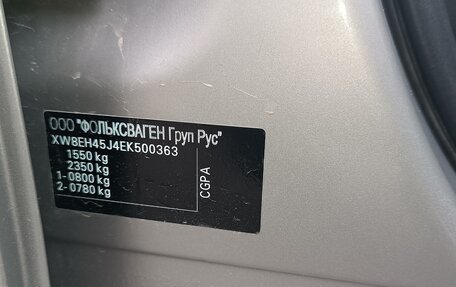 ООО "ФОЛЬКСВАГЕН Груп Рус"
XW8EH45J4EK500363
1550 kg
2350 kg
1- 0800 kg
2- 0780 kg
CGPA